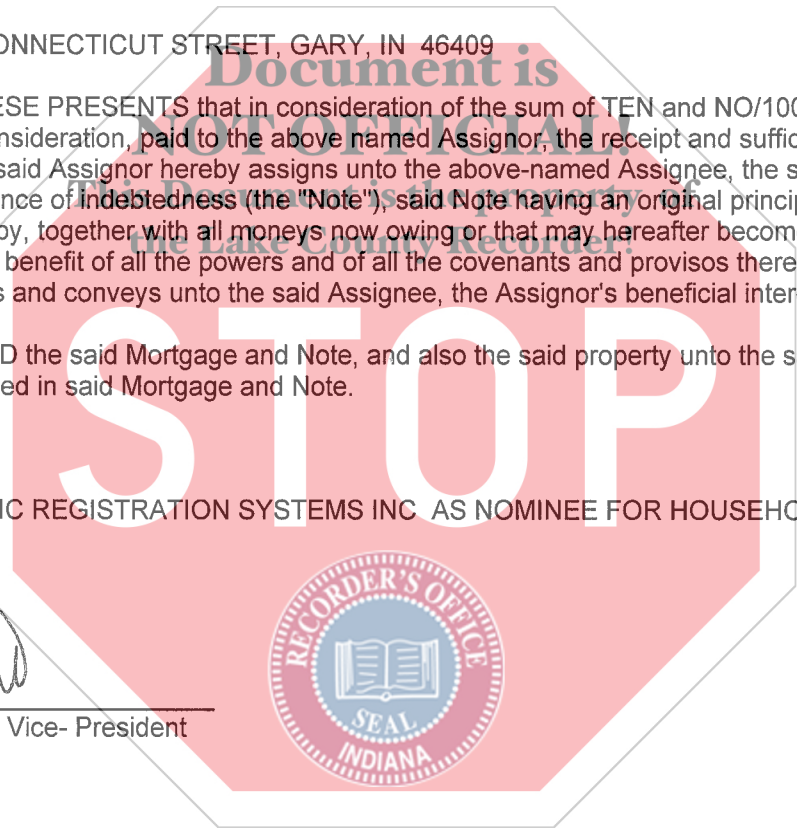 ONNECTICUT STREET, GARY, IN 46409
Document is
ESE PRESENTS that in consideration of the sum of TEN and NO/100
NOT OFFICIAL!
nsideration, paid to the above named Assignor, the receipt and suffic
said Assignor hereby assigns unto the above-named Assignee, the s
This Document is the property of
nce of indebtedness (the "Note"), said Note having an original princip
by, together with all moneys now owing or that may hereafter becom
the Lake County Recorder!
benefit of all the powers and of all the covenants and provisos there
s and conveys unto the said Assignee, the Assignor's beneficial inter
D the said Mortgage and Note, and also the said property unto the s
ed in said Mortgage and Note.
STOP
IC REGISTRATION SYSTEMS INC AS NOMINEE FOR HOUSEHO
RECORDER'S OFFICE
SEAL
INDIANA
Vice- President